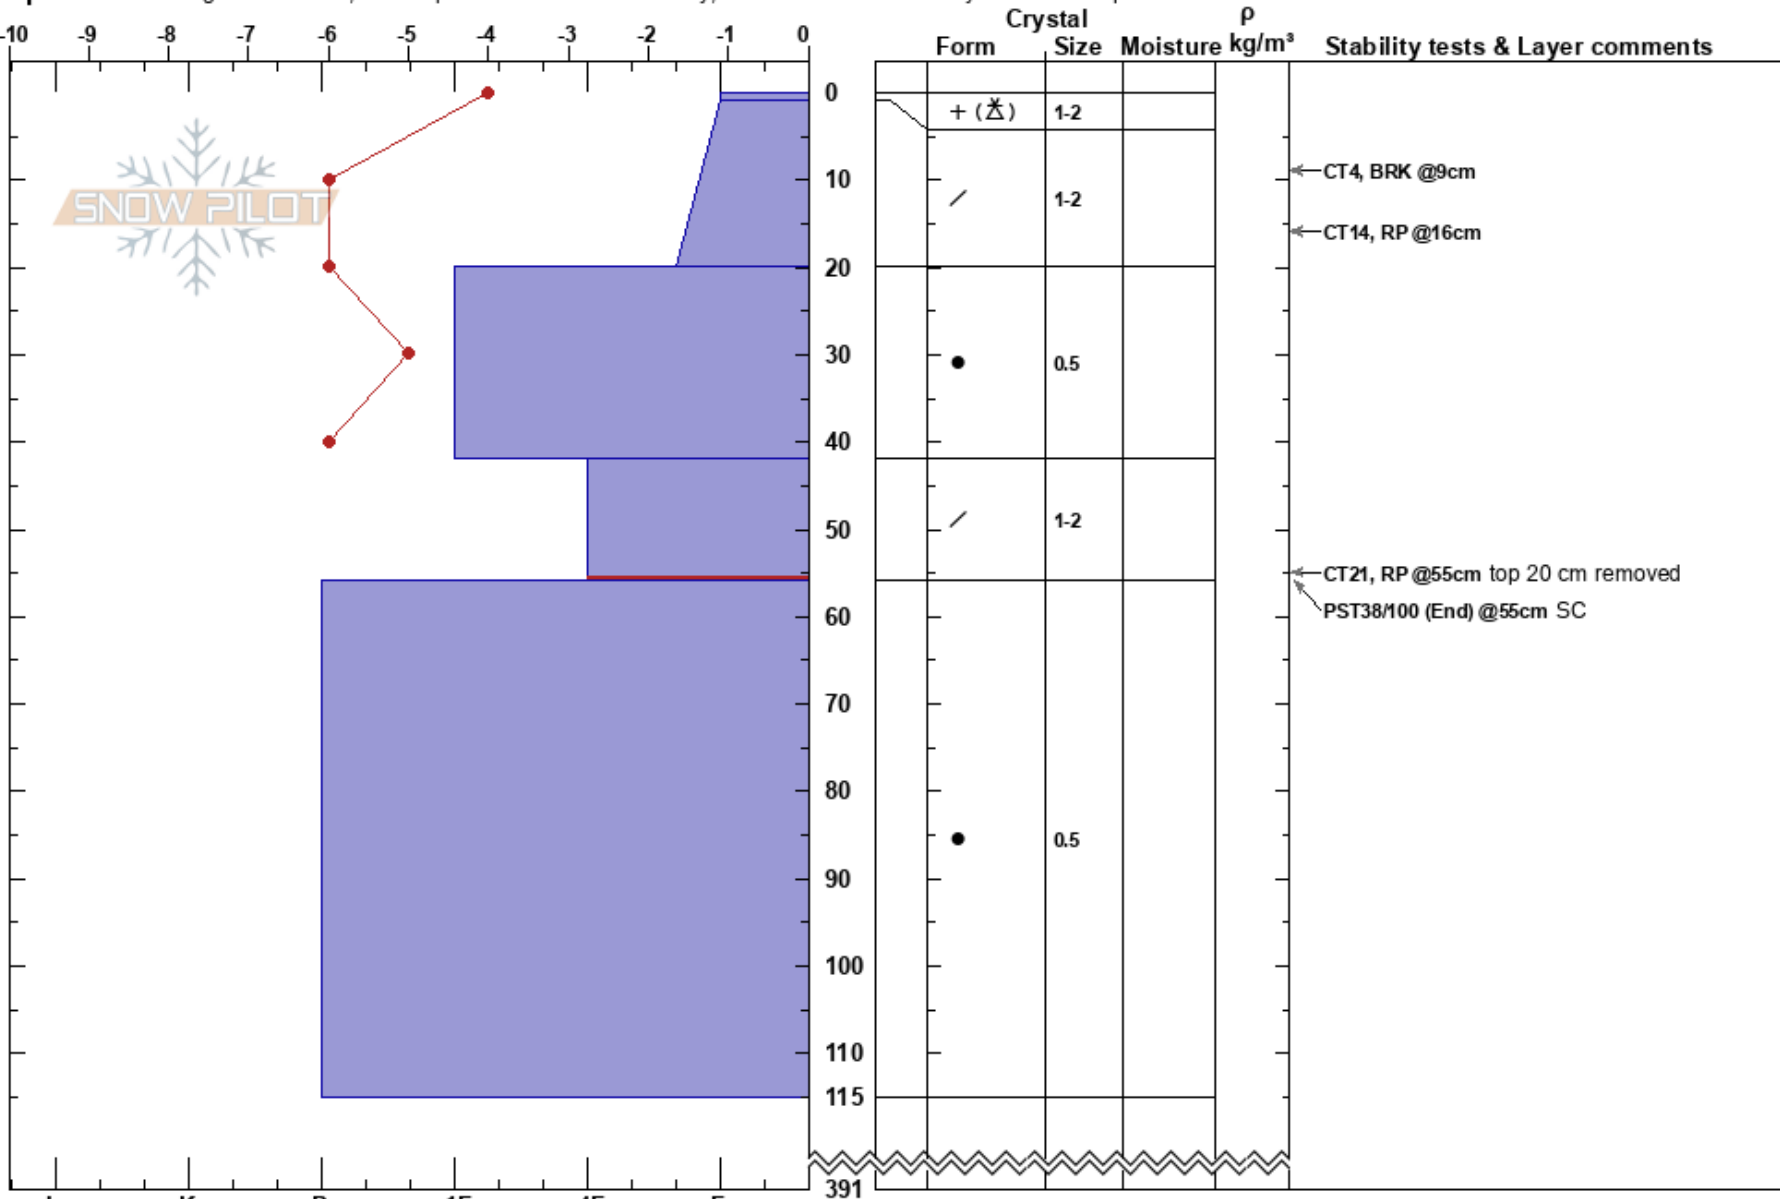 Crystal ρ
-10 -9 -8 -7 -6 -5 -4 -3 -2 -1 0 Form Size Moisture kg/m³ Stability tests & Layer comments
0
+ ( ) 1-2
SNOW PILOT
10 CT4, BRK @9cm
1-2
CT14, RP @16cm
20
30
0.5
40
50 1-2
CT21, RP @55cm top 20 cm removed
60 PST38/100 (End) @55cm SC
70
80
0.5
90
100
110
115
391